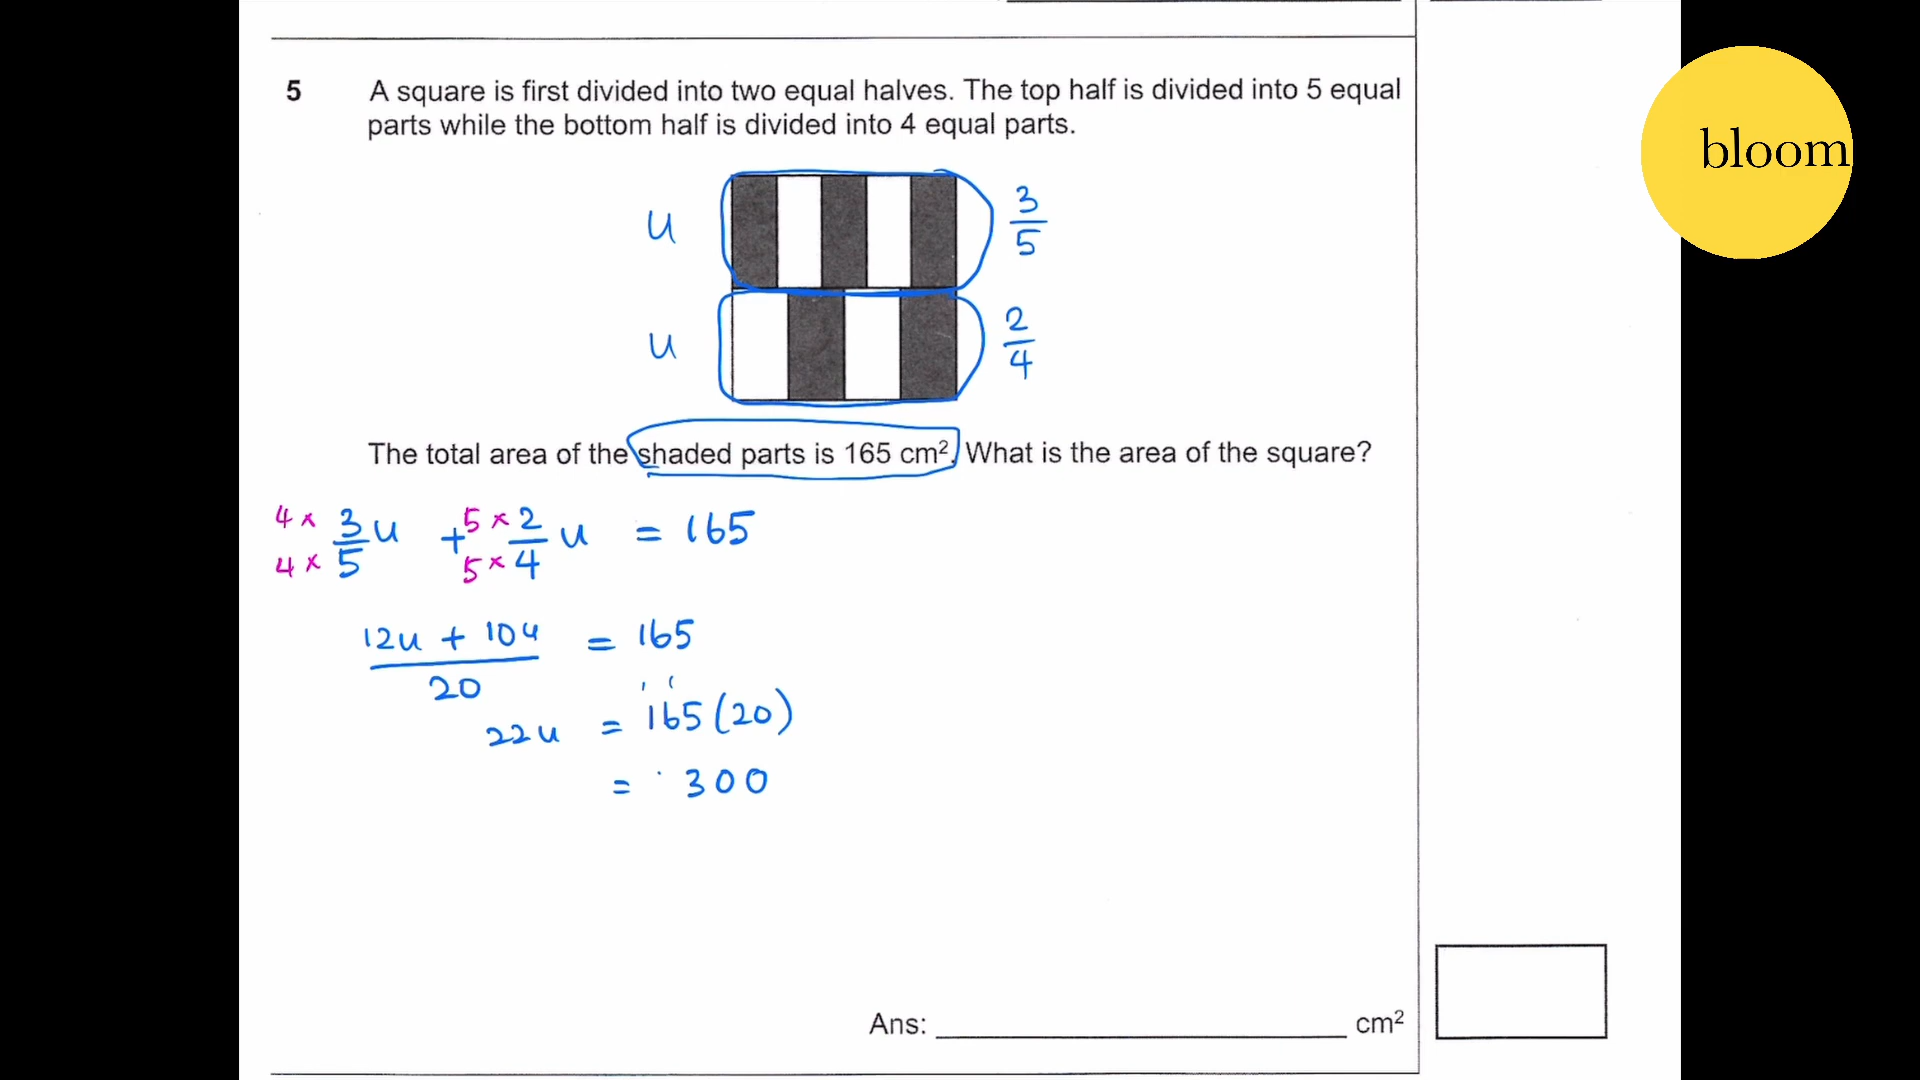 bloom
5 A square is first divided into two equal halves. The top half is divided into 5 equal
parts while the bottom half is divided into 4 equal parts.
u 3/5
u 2/4
The total area of the shaded parts is 165 cm². What is the area of the square?
4 × 3/4 × 5 u + 5 × 2/5 × 4 u = 165
12u + 10u/20 = 165
22u = 165(20)
= 300
Ans: cm²